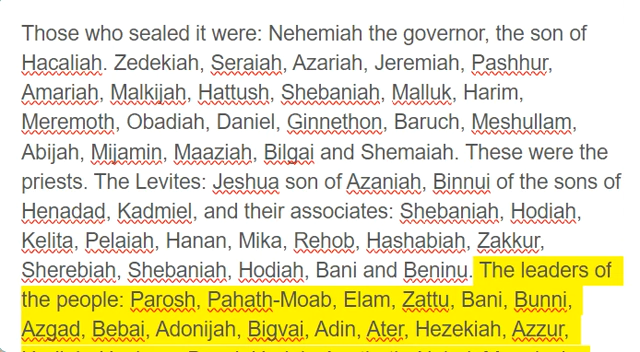 Those who sealed it were: Nehemiah the governor, the son of
Hacaliah. Zedekiah, Seraiah, Azariah, Jeremiah, Pashhur,
Amariah, Malkijah, Hattush, Shebaniah, Malluk, Harim,
Meremoth, Obadiah, Daniel, Ginnethon, Baruch, Meshullam,
Abijah, Mijamin, Maaziah, Bilgai and Shemaiah. These were the
priests. The Levites: Jeshua son of Azaniah, Binnui of the sons of
Henadad, Kadmiel, and their associates: Shebaniah, Hodiah,
Kelita, Pelaiah, Hanan, Mika, Rehob, Hashabiah, Zakkur,
Sherebiah, Shebaniah, Hodiah, Bani and Beninu. The leaders of
the people: Parosh, Pahath-Moab, Elam, Zattu, Bani, Bunni,
Azgad, Bebai, Adonijah, Bigvai, Adin, Ater, Hezekiah, Azzur,